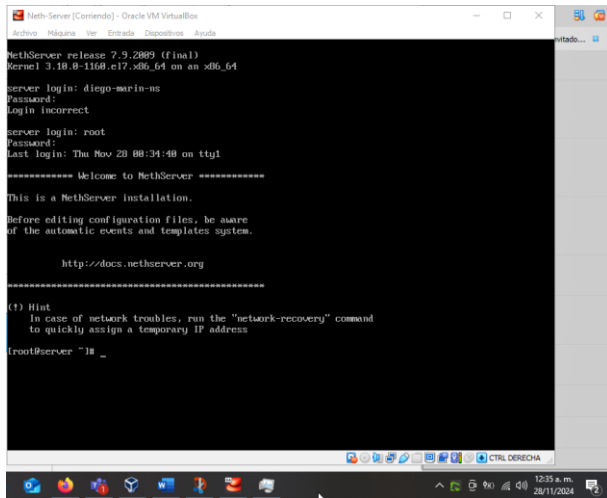 Neth-Server [Corriendo] - Oracle VM VirtualBox
Archivo Máquina Ver Entrada Dispositivos Ayuda
NethServer release 7.9.2009 (final)
Kernel 3.10.0-1160.el7.x86_64 on an x86_64
server login: diego-marin-ns
Password:
Login incorrect
server login: root
Password:
Last login: Thu Nov 28 00:34:40 on tty1
************ Welcome to NethServer ************
This is a NethServer installation.
Before editing configuration files, be aware
of the automatic events and templates system.
http://docs.nethserver.org
***********************************************
(!) Hint
In case of network troubles, run the "network-recovery" command
to quickly assign a temporary IP address
[root@server ~]# _
CTRL DERECHA
vitado...
12:35 a. m.
28/11/2024